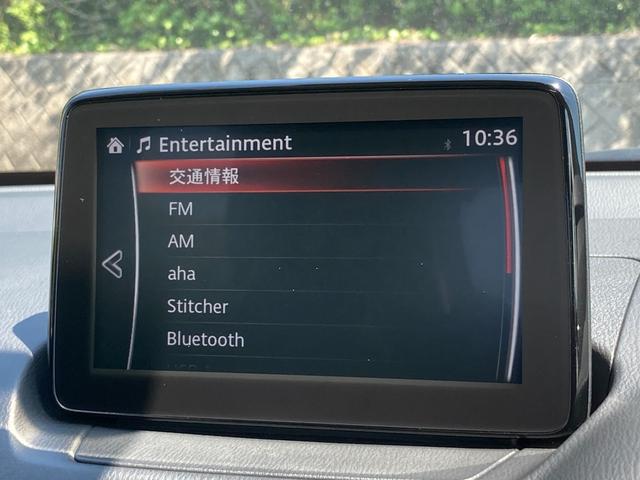 Entertainment 10:36
交通情報
FM
AM
aha
Stitcher
Bluetooth